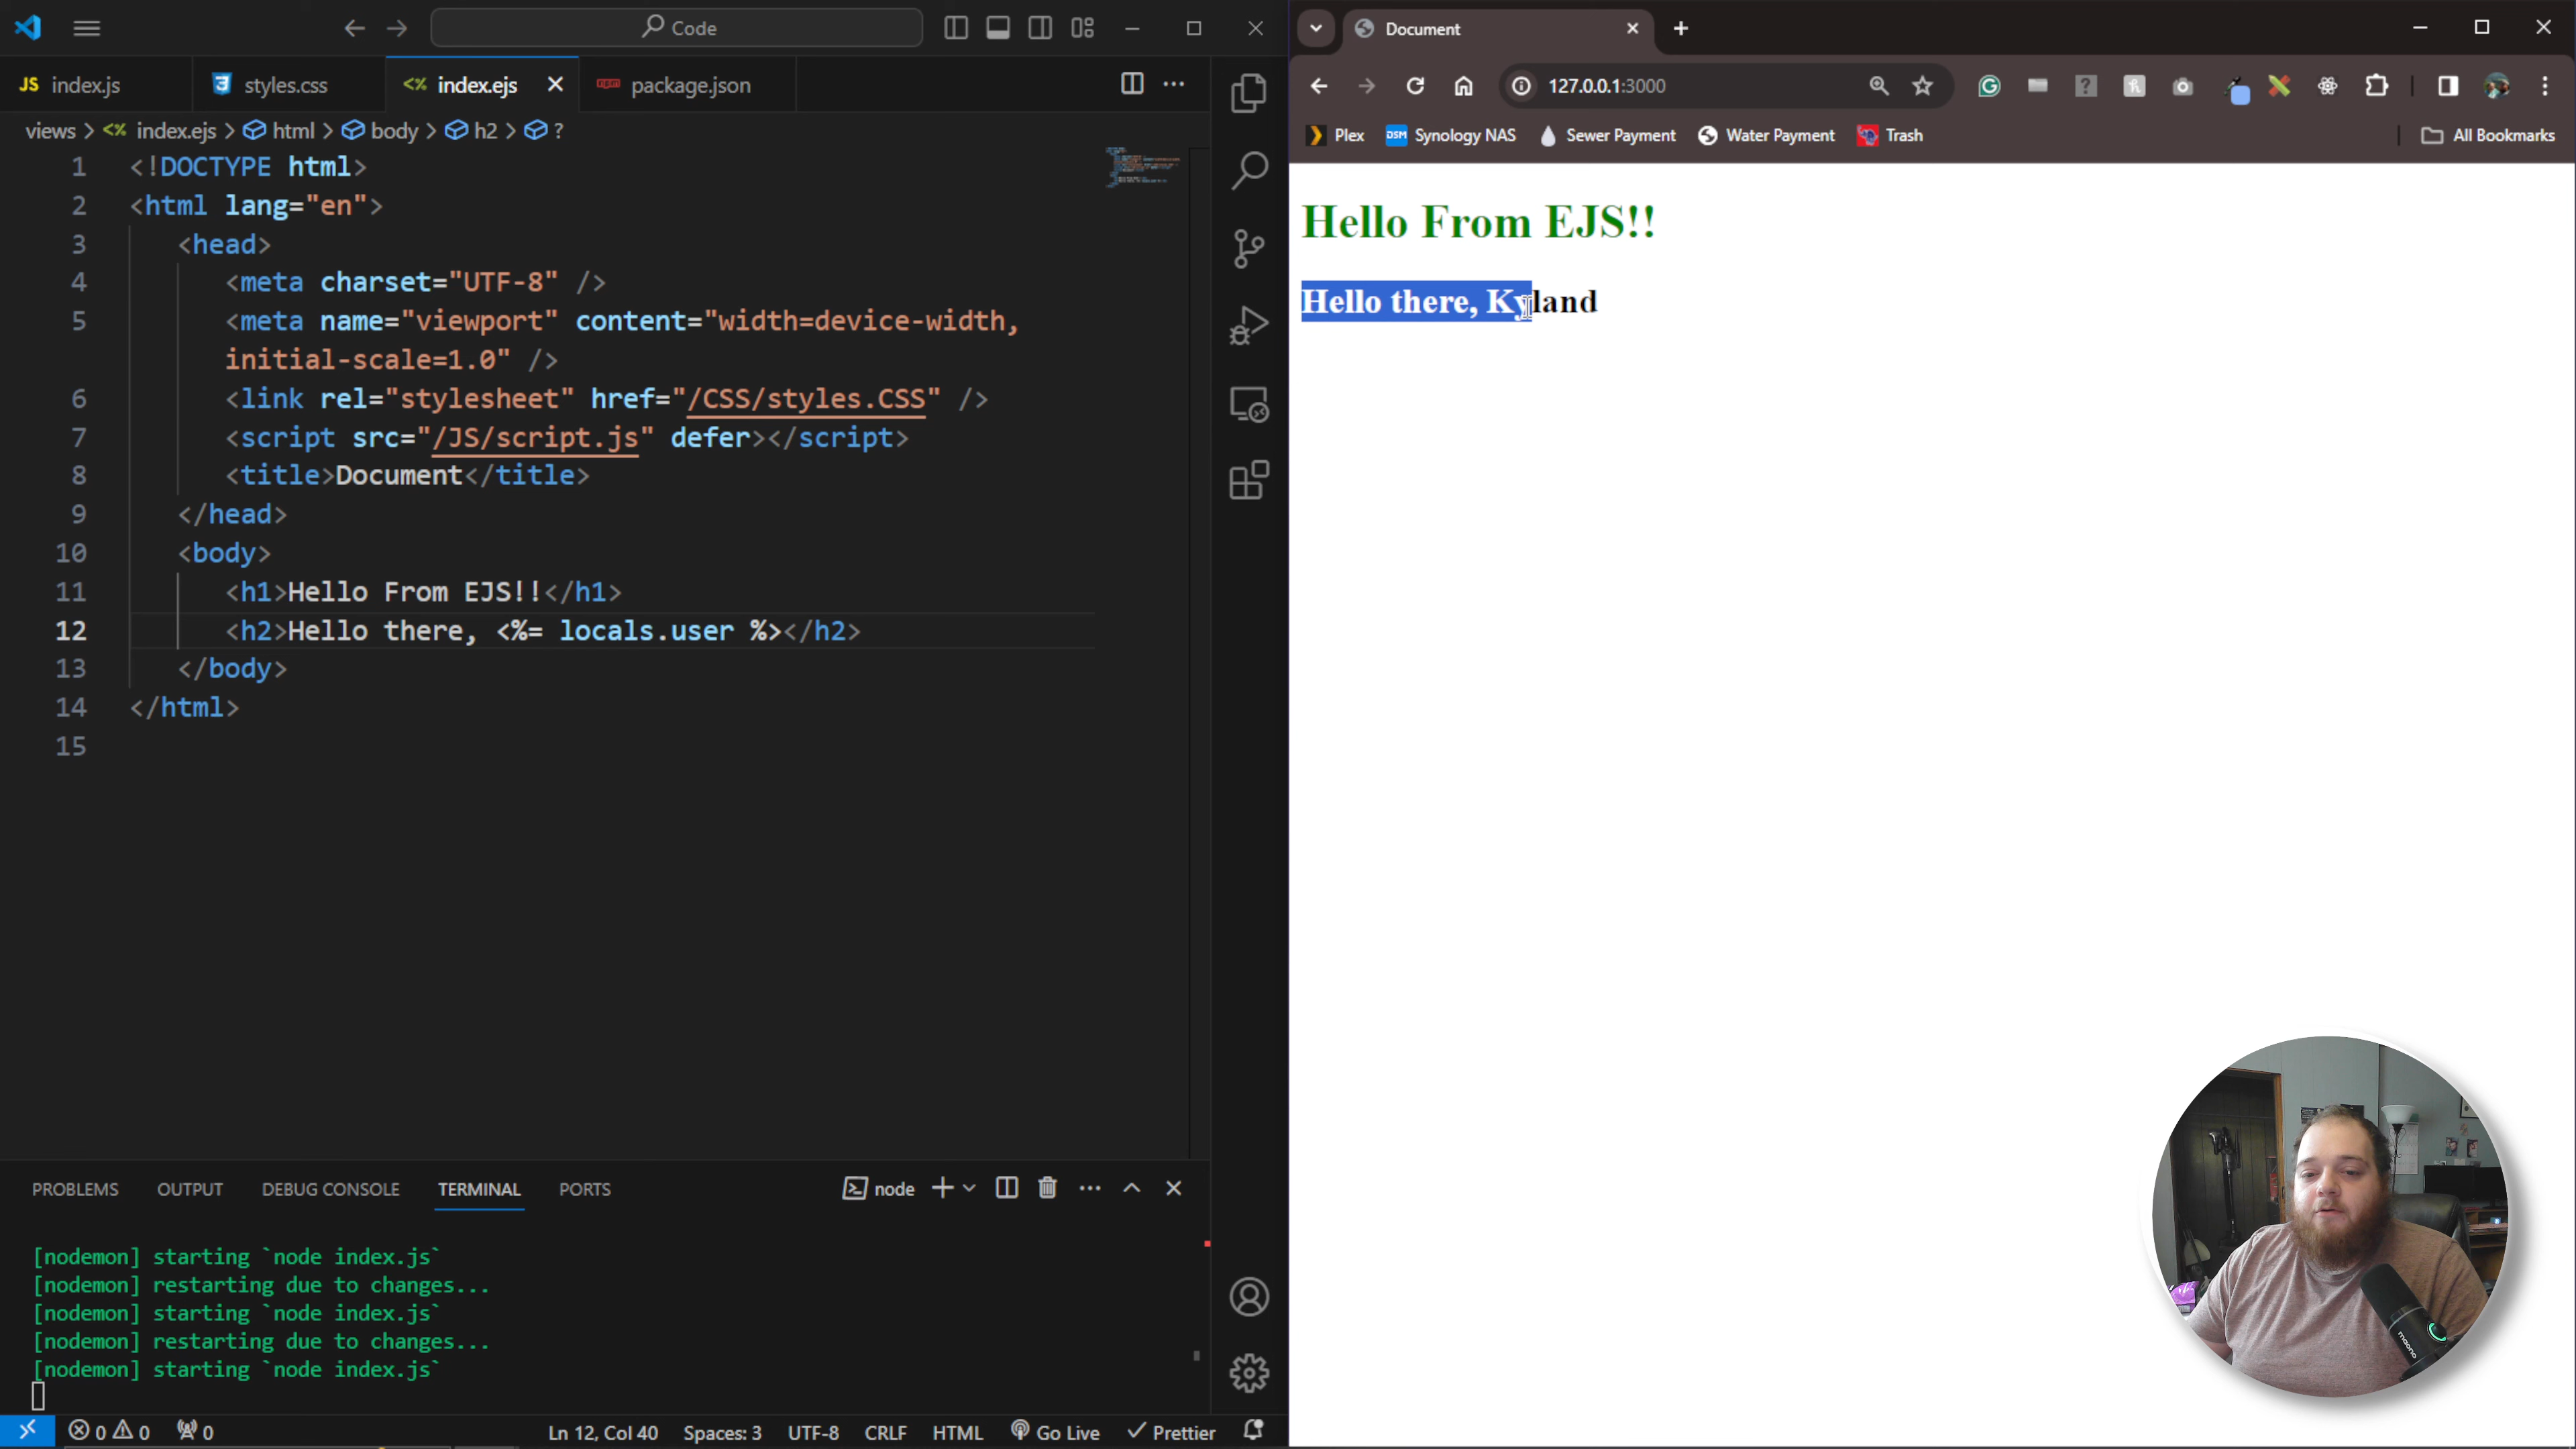 Code
JS index.js
styles.css
<% index.ejs
npm package.json
views > <% index.ejs > html > body > h2 > ?
1 <!DOCTYPE html>
2 <html lang="en">
3 <head>
4 <meta charset="UTF-8" />
5 <meta name="viewport" content="width=device-width,
initial-scale=1.0" />
6 <link rel="stylesheet" href="/CSS/styles.CSS" />
7 <script src="/JS/script.js" defer></script>
8 <title>Document</title>
9 </head>
10 <body>
11 <h1>Hello From EJS!!</h1>
12 <h2>Hello there, <%= locals.user %></h2>
13 </body>
14 </html>
15
PROBLEMS OUTPUT DEBUG CONSOLE TERMINAL PORTS
node
[nodemon] starting `node index.js`
[nodemon] restarting due to changes...
[nodemon] starting `node index.js`
[nodemon] restarting due to changes...
[nodemon] starting `node index.js`
0 0 0 Ln 12, Col 40 Spaces: 3 UTF-8 CRLF HTML Go Live Prettier
Document
127.0.0.1:3000
Plex DSM Synology NAS Sewer Payment Water Payment Trash All Bookmarks
Hello From EJS!!
Hello there, Kyland
maono